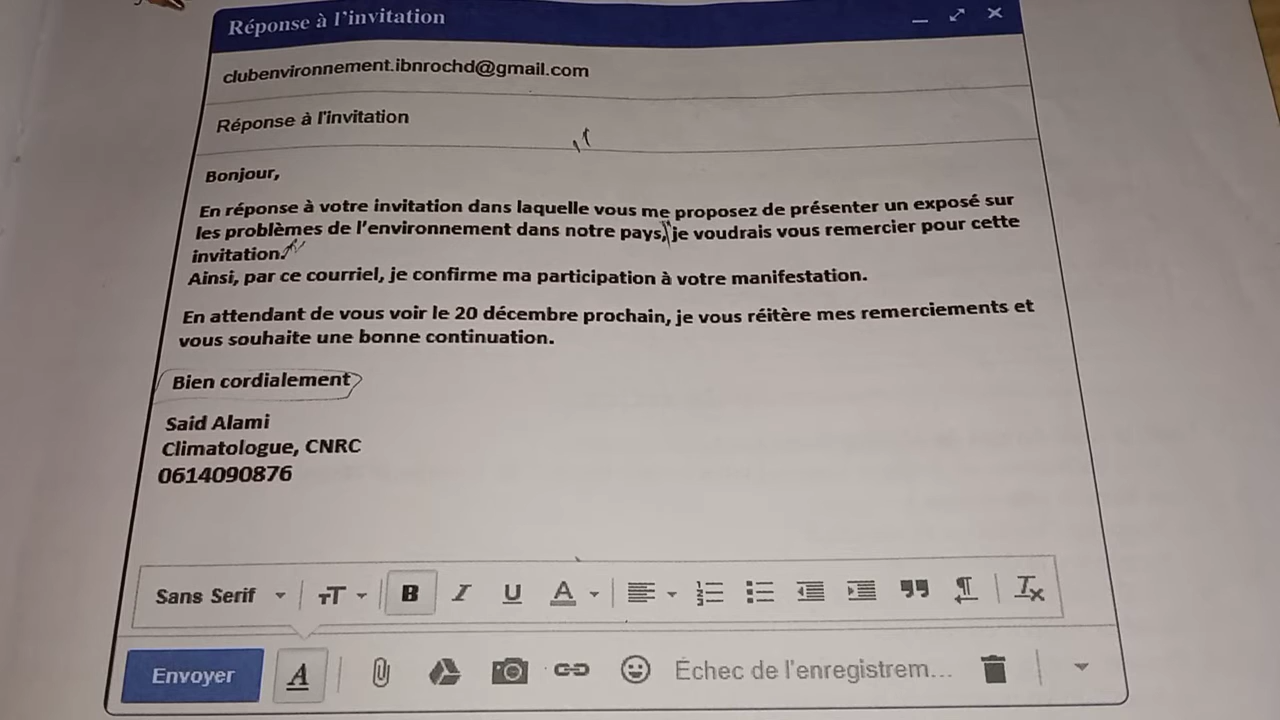 Réponse à l'invitation
clubenvironnement.ibnrochd@gmail.com
Réponse à l'invitation
Bonjour,
En réponse à votre invitation dans laquelle vous me proposez de présenter un exposé sur
les problèmes de l'environnement dans notre pays, je voudrais vous remercier pour cette
invitation.
Ainsi, par ce courriel, je confirme ma participation à votre manifestation.
En attendant de vous voir le 20 décembre prochain, je vous réitère mes remerciements et
vous souhaite une bonne continuation.
Bien cordialement
Said Alami
Climatologue, CNRC
0614090876
Sans Serif TT B I U A Tx
Envoyer A Échec de l'enregistrem...